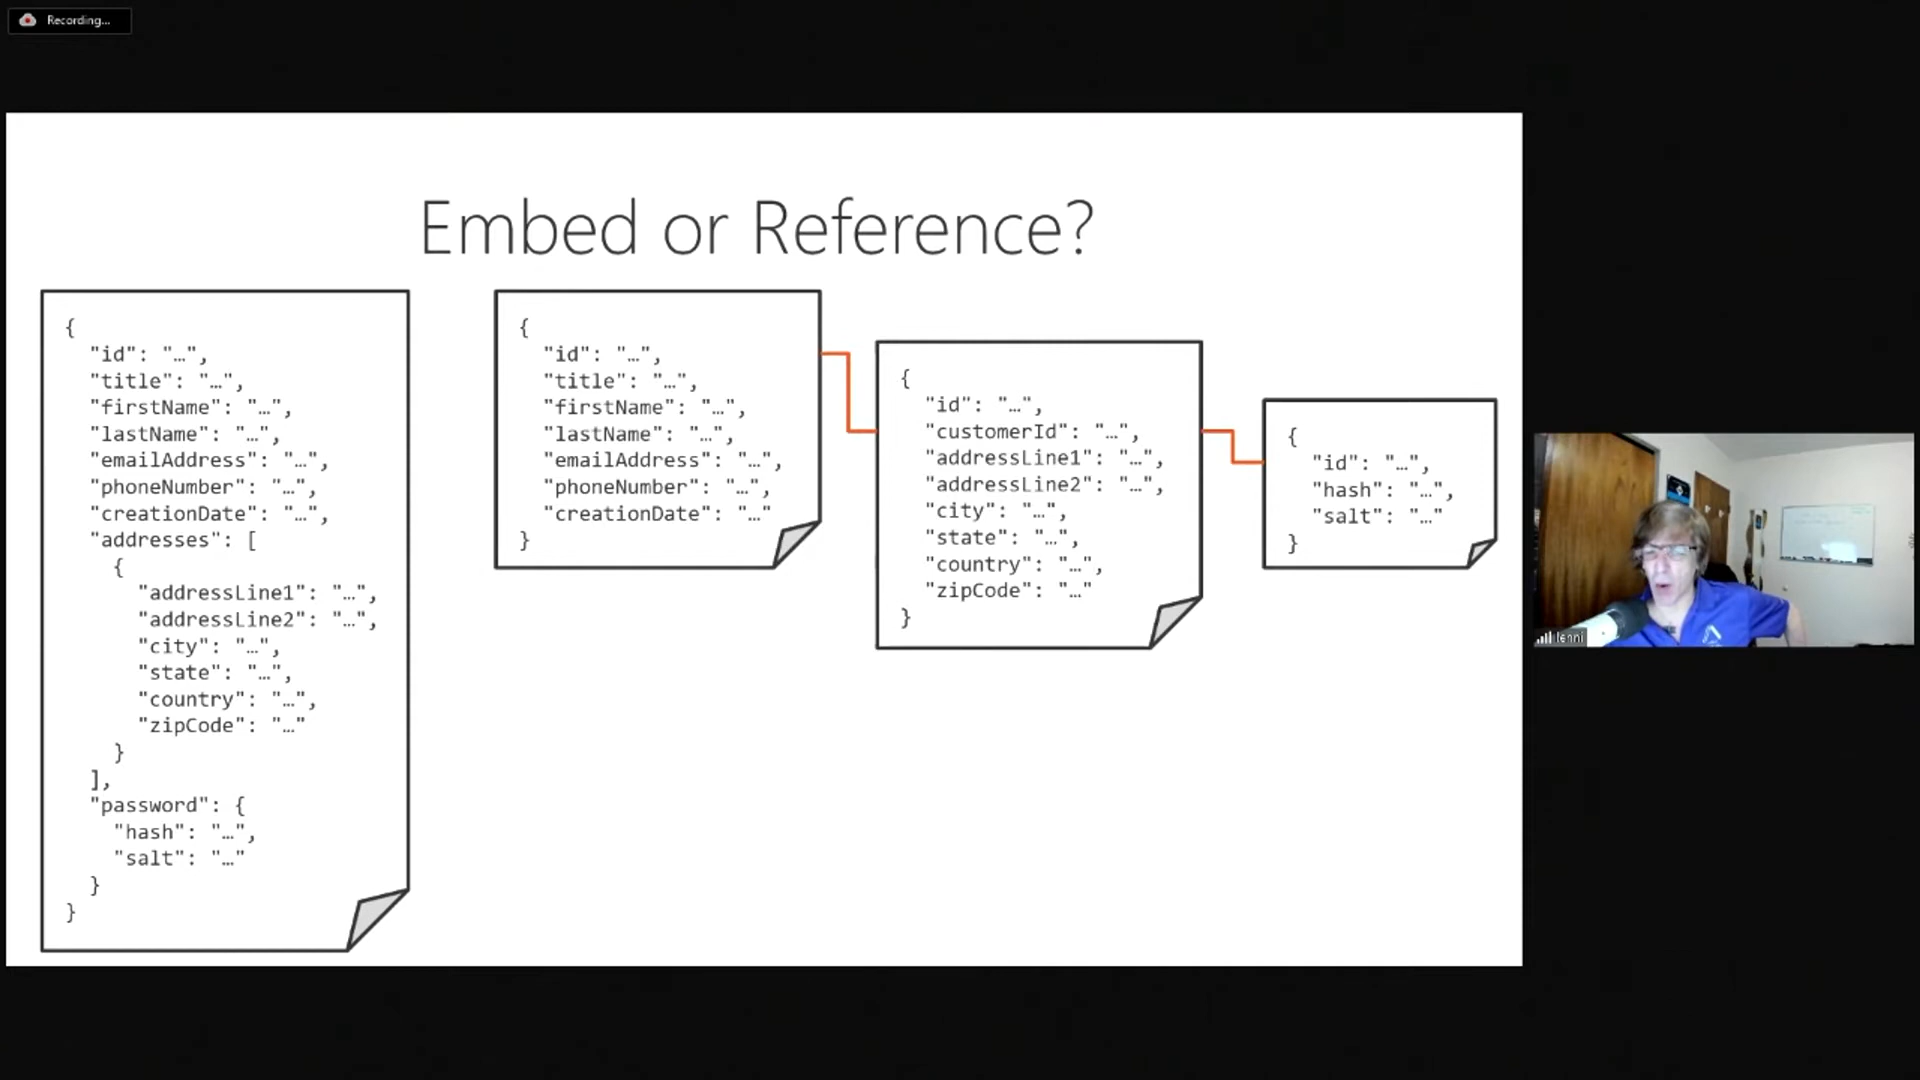 Recording...
Embed or Reference?
{
"id": "…",
"title": "…",
"firstName": "…",
"lastName": "…",
"emailAddress": "…",
"phoneNumber": "…",
"creationDate": "…",
"addresses": [
{
"addressLine1": "…",
"addressLine2": "…",
"city": "…",
"state": "…",
"country": "…",
"zipCode": "…"
}
],
"password": {
"hash": "…",
"salt": "…"
}
}
{
"id": "…",
"title": "…",
"firstName": "…",
"lastName": "…",
"emailAddress": "…",
"phoneNumber": "…",
"creationDate": "…"
}
{
"id": "…",
"customerId": "…",
"addressLine1": "…",
"addressLine2": "…",
"city": "…",
"state": "…",
"country": "…",
"zipCode": "…"
}
{
"id": "…",
"hash": "…",
"salt": "…"
}
lenni